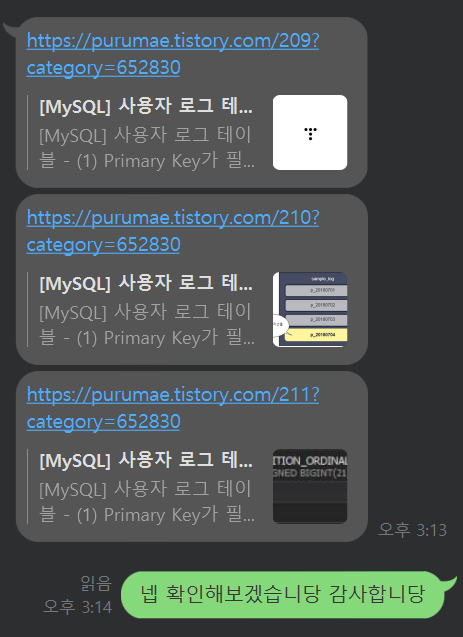 https://purumae.tistory.com/209?
category=652830
[MySQL] 사용자 로그 테...
[MySQL] 사용자 로그 테이
블 - (1) Primary Key가 필...
https://purumae.tistory.com/210?
category=652830
[MySQL] 사용자 로그 테...
[MySQL] 사용자 로그 테이
블 - (1) Primary Key가 필...
sample_log
p_20180701
p_20180702
p_20180703
p_20180704
https://purumae.tistory.com/211?
category=652830
[MySQL] 사용자 로그 테...
[MySQL] 사용자 로그 테이
블 - (1) Primary Key가 필...
ITION_ORDINAL
GNED BIGINT(21
오후 3:13
읽음
오후 3:14
넵 확인해보겠습니당 감사합니당